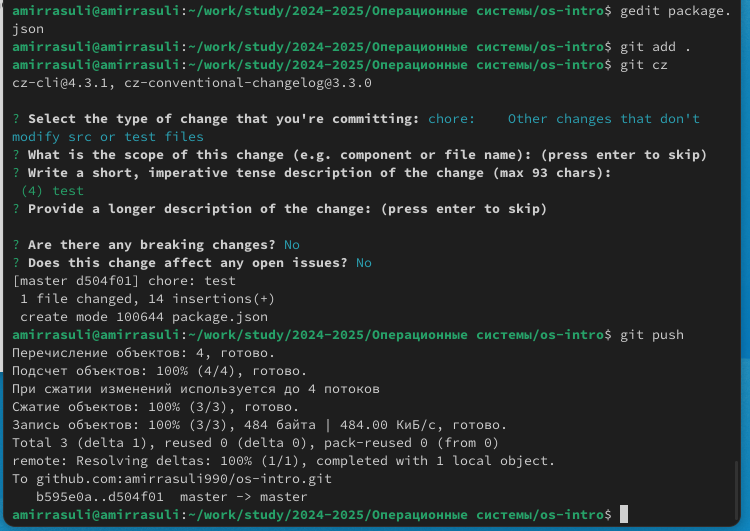 amirrasuli@amirrasuli:~/work/study/2024-2025/Операционные системы/os-intro$ gedit package.
json
amirrasuli@amirrasuli:~/work/study/2024-2025/Операционные системы/os-intro$ git add .
amirrasuli@amirrasuli:~/work/study/2024-2025/Операционные системы/os-intro$ git cz
cz-cli@4.3.1, cz-conventional-changelog@3.3.0
? Select the type of change that you're committing: chore:    Other changes that don't
modify src or test files
? What is the scope of this change (e.g. component or file name): (press enter to skip)
? Write a short, imperative tense description of the change (max 93 chars):
 (4) test
? Provide a longer description of the change: (press enter to skip)
? Are there any breaking changes? No
? Does this change affect any open issues? No
[master d504f01] chore: test
 1 file changed, 14 insertions(+)
 create mode 100644 package.json
amirrasuli@amirrasuli:~/work/study/2024-2025/Операционные системы/os-intro$ git push
Перечисление объектов: 4, готово.
Подсчет объектов: 100% (4/4), готово.
При сжатии изменений используется до 4 потоков
Сжатие объектов: 100% (3/3), готово.
Запись объектов: 100% (3/3), 484 байта | 484.00 КиБ/с, готово.
Total 3 (delta 1), reused 0 (delta 0), pack-reused 0 (from 0)
remote: Resolving deltas: 100% (1/1), completed with 1 local object.
To github.com:amirrasuli990/os-intro.git
   b595e0a..d504f01  master -> master
amirrasuli@amirrasuli:~/work/study/2024-2025/Операционные системы/os-intro$